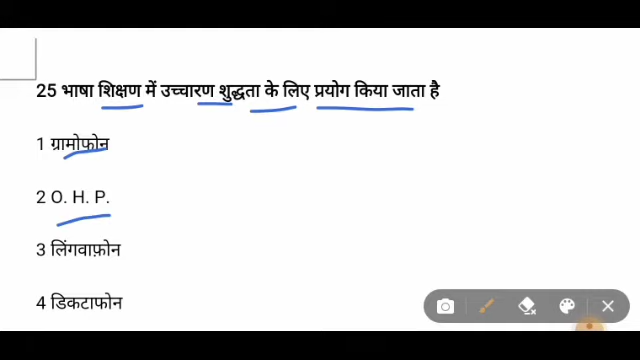 25 भाषा शिक्षण में उच्चारण शुद्धता के लिए प्रयोग किया जाता है
1 ग्रामोफोन
2 O. H. P.
3 लिंगवाफ़ोन
4 डिकटाफोन